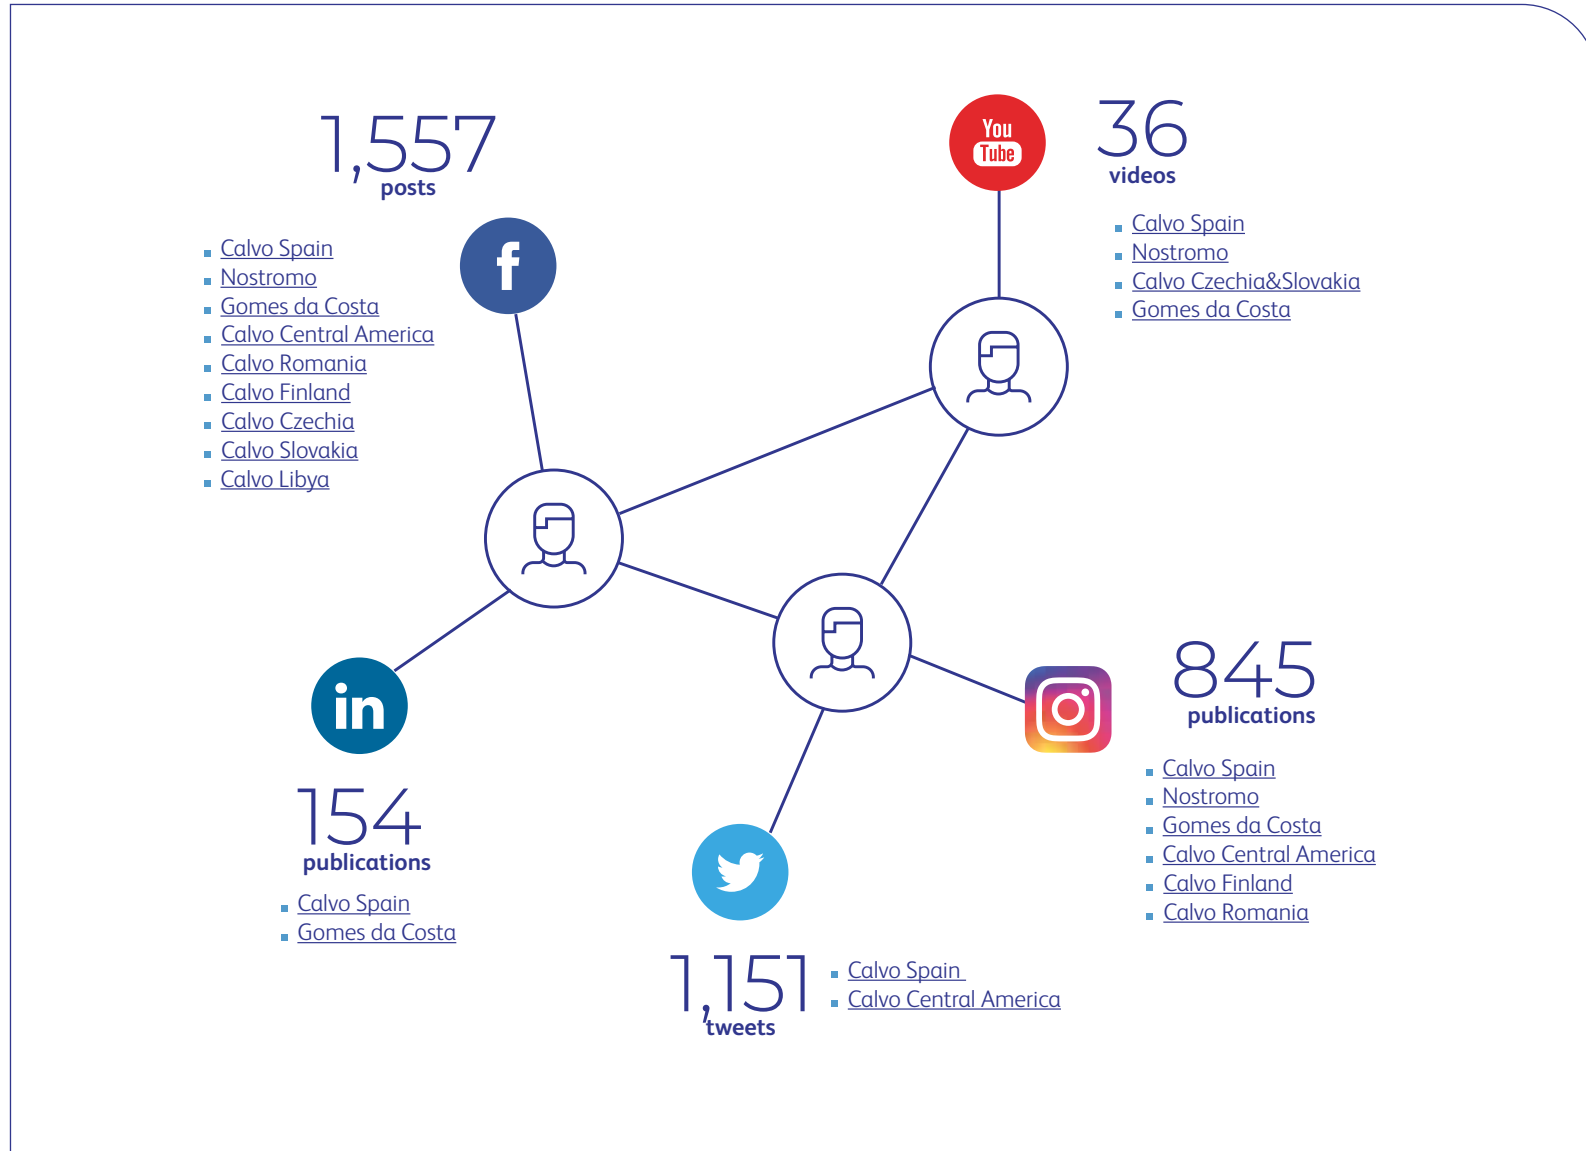 1,557
posts
Calvo Spain
Nostromo
Gomes da Costa
Calvo Central America
Calvo Romania
Calvo Finland
Calvo Czechia
Calvo Slovakia
Calvo Libya
f
You
Tube
36
videos
Calvo Spain
Nostromo
Calvo Czechia&Slovakia
Gomes da Costa
in
154
publications
Calvo Spain
Gomes da Costa
845
publications
Calvo Spain
Nostromo
Gomes da Costa
Calvo Central America
Calvo Finland
Calvo Romania
1,151
tweets
Calvo Spain
Calvo Central America